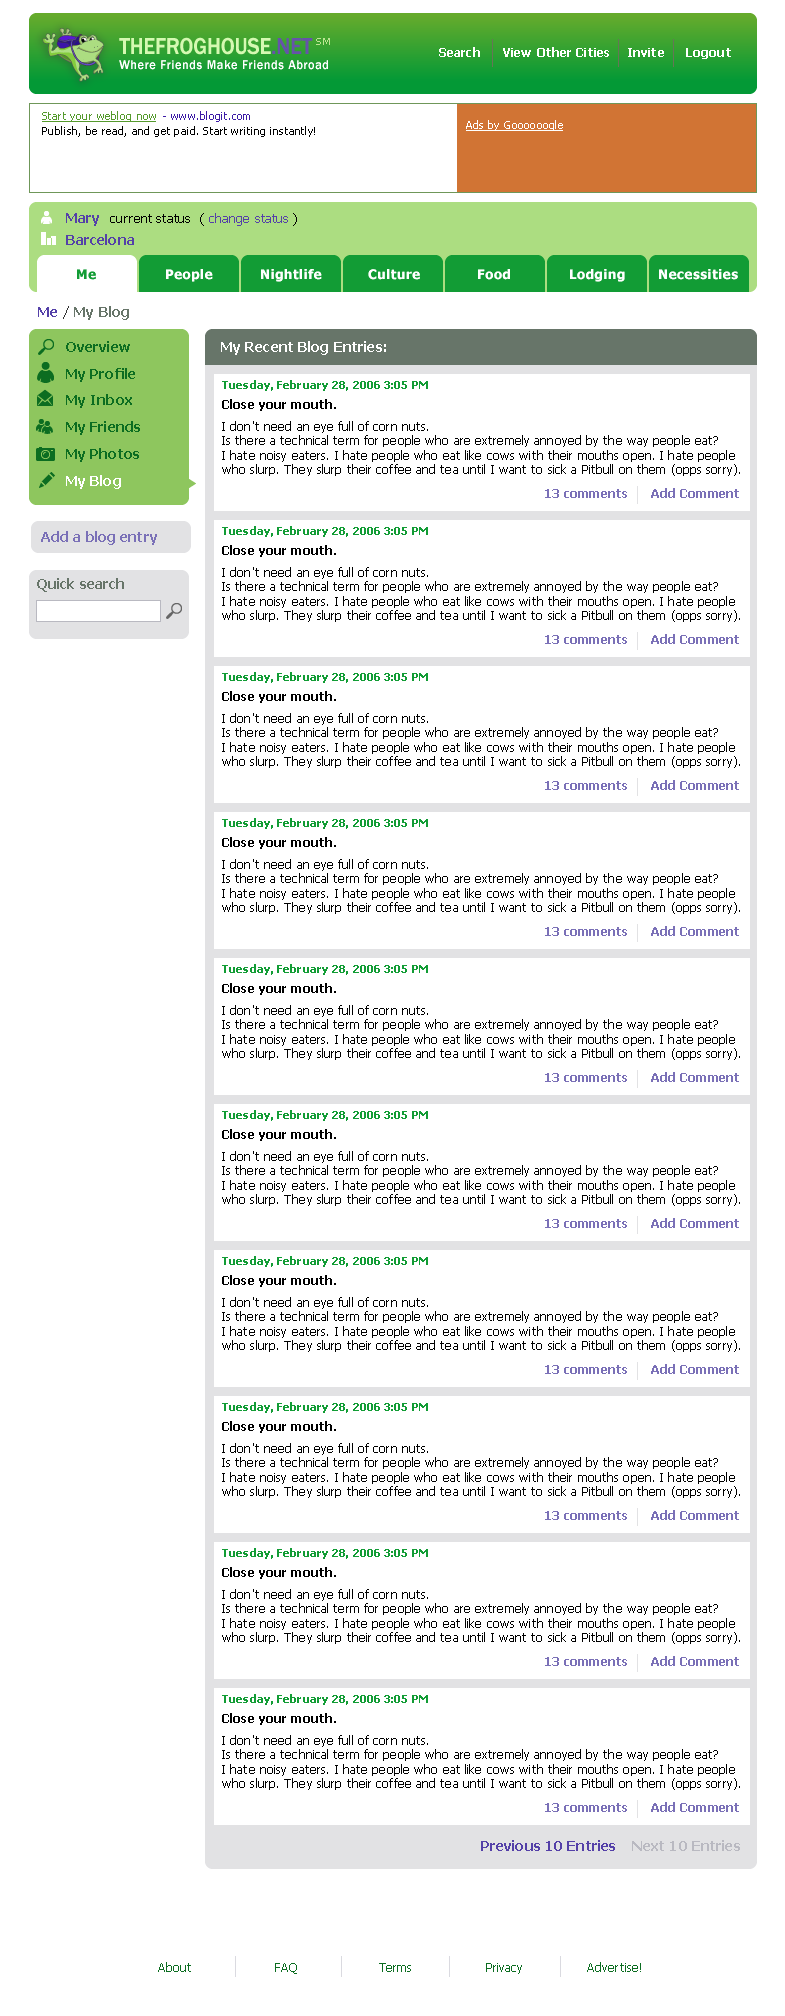 THEFROGHOUSE.NET SM
Where Friends Make Friends Abroad
Search View Other Cities Invite Logout
Start your weblog now - www.blogit.com
Publish, be read, and get paid. Start writing instantly!
Ads by Goooooogle
Mary current status ( change status )
Barcelona
Me People Nightlife Culture Food Lodging Necessities
Me / My Blog
Overview
My Profile
My Inbox
My Friends
My Photos
My Blog
Add a blog entry
Quick search
My Recent Blog Entries:
Tuesday, February 28, 2006 3:05 PM
Close your mouth.
I don't need an eye full of corn nuts.
Is there a technical term for people who are extremely annoyed by the way people eat?
I hate noisy eaters. I hate people who eat like cows with their mouths open. I hate people
who slurp. They slurp their coffee and tea until I want to sick a Pitbull on them (opps sorry).
13 comments Add Comment
Tuesday, February 28, 2006 3:05 PM
Close your mouth.
I don't need an eye full of corn nuts.
Is there a technical term for people who are extremely annoyed by the way people eat?
I hate noisy eaters. I hate people who eat like cows with their mouths open. I hate people
who slurp. They slurp their coffee and tea until I want to sick a Pitbull on them (opps sorry).
13 comments Add Comment
Tuesday, February 28, 2006 3:05 PM
Close your mouth.
I don't need an eye full of corn nuts.
Is there a technical term for people who are extremely annoyed by the way people eat?
I hate noisy eaters. I hate people who eat like cows with their mouths open. I hate people
who slurp. They slurp their coffee and tea until I want to sick a Pitbull on them (opps sorry).
13 comments Add Comment
Tuesday, February 28, 2006 3:05 PM
Close your mouth.
I don't need an eye full of corn nuts.
Is there a technical term for people who are extremely annoyed by the way people eat?
I hate noisy eaters. I hate people who eat like cows with their mouths open. I hate people
who slurp. They slurp their coffee and tea until I want to sick a Pitbull on them (opps sorry).
13 comments Add Comment
Tuesday, February 28, 2006 3:05 PM
Close your mouth.
I don't need an eye full of corn nuts.
Is there a technical term for people who are extremely annoyed by the way people eat?
I hate noisy eaters. I hate people who eat like cows with their mouths open. I hate people
who slurp. They slurp their coffee and tea until I want to sick a Pitbull on them (opps sorry).
13 comments Add Comment
Tuesday, February 28, 2006 3:05 PM
Close your mouth.
I don't need an eye full of corn nuts.
Is there a technical term for people who are extremely annoyed by the way people eat?
I hate noisy eaters. I hate people who eat like cows with their mouths open. I hate people
who slurp. They slurp their coffee and tea until I want to sick a Pitbull on them (opps sorry).
13 comments Add Comment
Tuesday, February 28, 2006 3:05 PM
Close your mouth.
I don't need an eye full of corn nuts.
Is there a technical term for people who are extremely annoyed by the way people eat?
I hate noisy eaters. I hate people who eat like cows with their mouths open. I hate people
who slurp. They slurp their coffee and tea until I want to sick a Pitbull on them (opps sorry).
13 comments Add Comment
Tuesday, February 28, 2006 3:05 PM
Close your mouth.
I don't need an eye full of corn nuts.
Is there a technical term for people who are extremely annoyed by the way people eat?
I hate noisy eaters. I hate people who eat like cows with their mouths open. I hate people
who slurp. They slurp their coffee and tea until I want to sick a Pitbull on them (opps sorry).
13 comments Add Comment
Tuesday, February 28, 2006 3:05 PM
Close your mouth.
I don't need an eye full of corn nuts.
Is there a technical term for people who are extremely annoyed by the way people eat?
I hate noisy eaters. I hate people who eat like cows with their mouths open. I hate people
who slurp. They slurp their coffee and tea until I want to sick a Pitbull on them (opps sorry).
13 comments Add Comment
Tuesday, February 28, 2006 3:05 PM
Close your mouth.
I don't need an eye full of corn nuts.
Is there a technical term for people who are extremely annoyed by the way people eat?
I hate noisy eaters. I hate people who eat like cows with their mouths open. I hate people
who slurp. They slurp their coffee and tea until I want to sick a Pitbull on them (opps sorry).
13 comments Add Comment
Previous 10 Entries Next 10 Entries
About FAQ Terms Privacy Advertise!